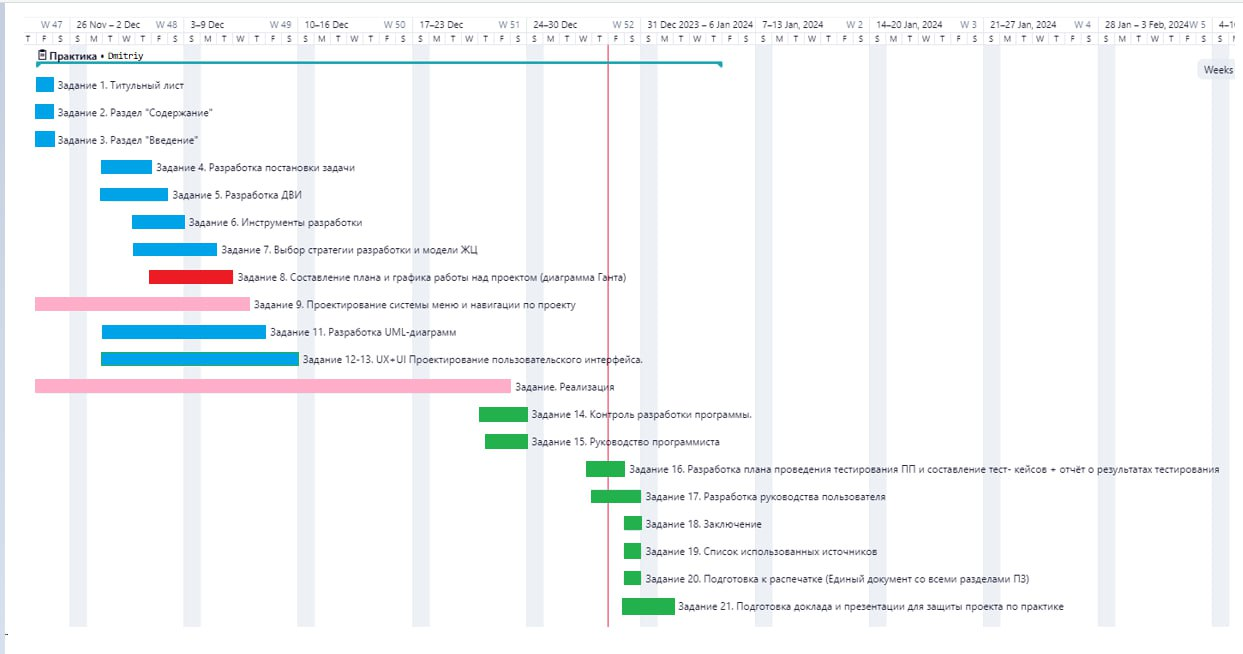 W 47 26 Nov – 2 Dec W 48 3–9 Dec W 49 10–16 Dec W 50 17–23 Dec W 51 24–30 Dec W 52 31 Dec 2023 – 6 Jan 2024 7–13 Jan, 2024 W 2 14–20 Jan, 2024 W 3 21–27 Jan, 2024 W 4 28 Jan – 3 Feb, 2024 W 5 4–1
T F S S M T W T F S S M T W T F S S M T W T F S S M T W T F S S M T W T F S S M T W T F S S M T W T F S S M T W T F S S M T W T F S S M T W T F S S M
Практика • Dmitriy
Weeks
Задание 1. Титульный лист
Задание 2. Раздел "Содержание"
Задание 3. Раздел "Введение"
Задание 4. Разработка постановки задачи
Задание 5. Разработка ДВИ
Задание 6. Инструменты разработки
Задание 7. Выбор стратегии разработки и модели ЖЦ
Задание 8. Составление плана и графика работы над проектом (диаграмма Ганта)
Задание 9. Проектирование системы меню и навигации по проекту
Задание 11. Разработка UML-диаграмм
Задание 12-13. UX+UI Проектирование пользовательского интерфейса.
Задание. Реализация
Задание 14. Контроль разработки программы.
Задание 15. Руководство программиста
Задание 16. Разработка плана проведения тестирования ПП и составление тест- кейсов + отчёт о результатах тестирования
Задание 17. Разработка руководства пользователя
Задание 18. Заключение
Задание 19. Список использованных источников
Задание 20. Подготовка к распечатке (Единый документ со всеми разделами ПЗ)
Задание 21. Подготовка доклада и презентации для защиты проекта по практике